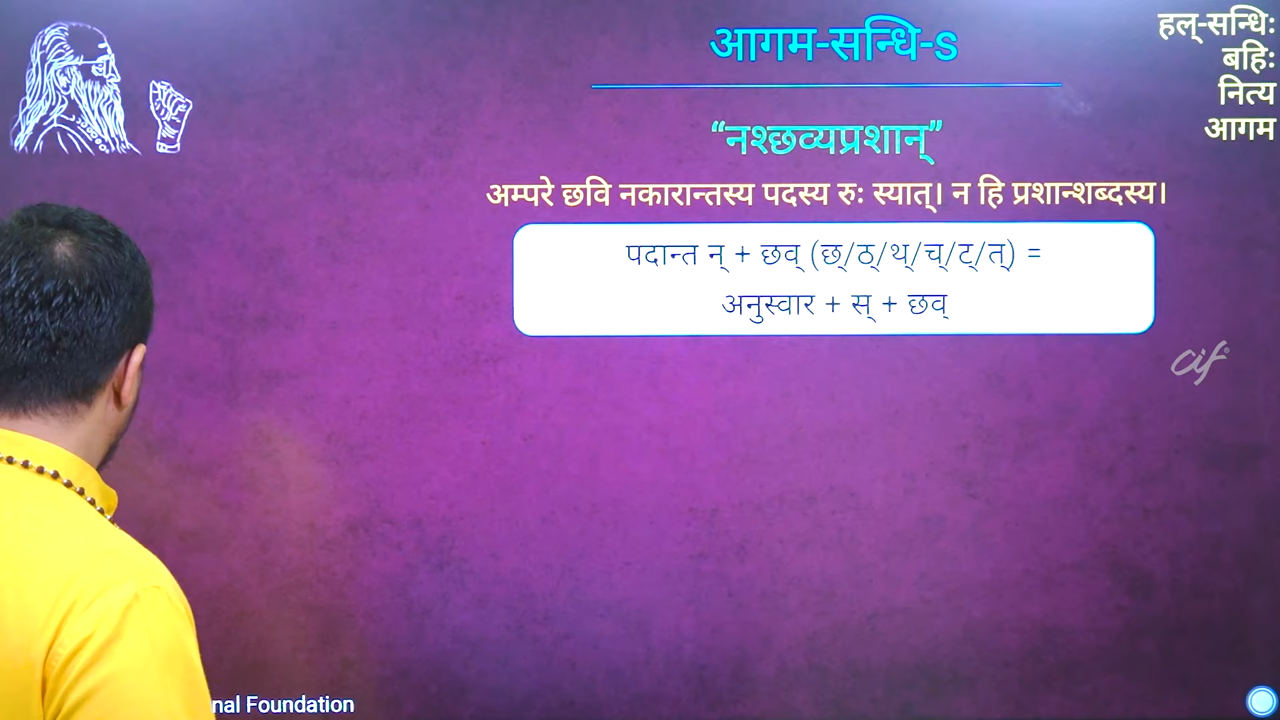 आगम-सन्धि-s
“नश्छव्यप्रशान्”
अम्परे छवि नकारान्तस्य पदस्य रुः स्यात्। न हि प्रशान्शब्दस्य।
पदान्त न् + छव् (छ्/ठ्/थ्/च्/ट्/त्) =
अनुस्वार + स् + छव्
हल्-सन्धिः
बहिः
नित्य
आगम
cif
nal Foundation